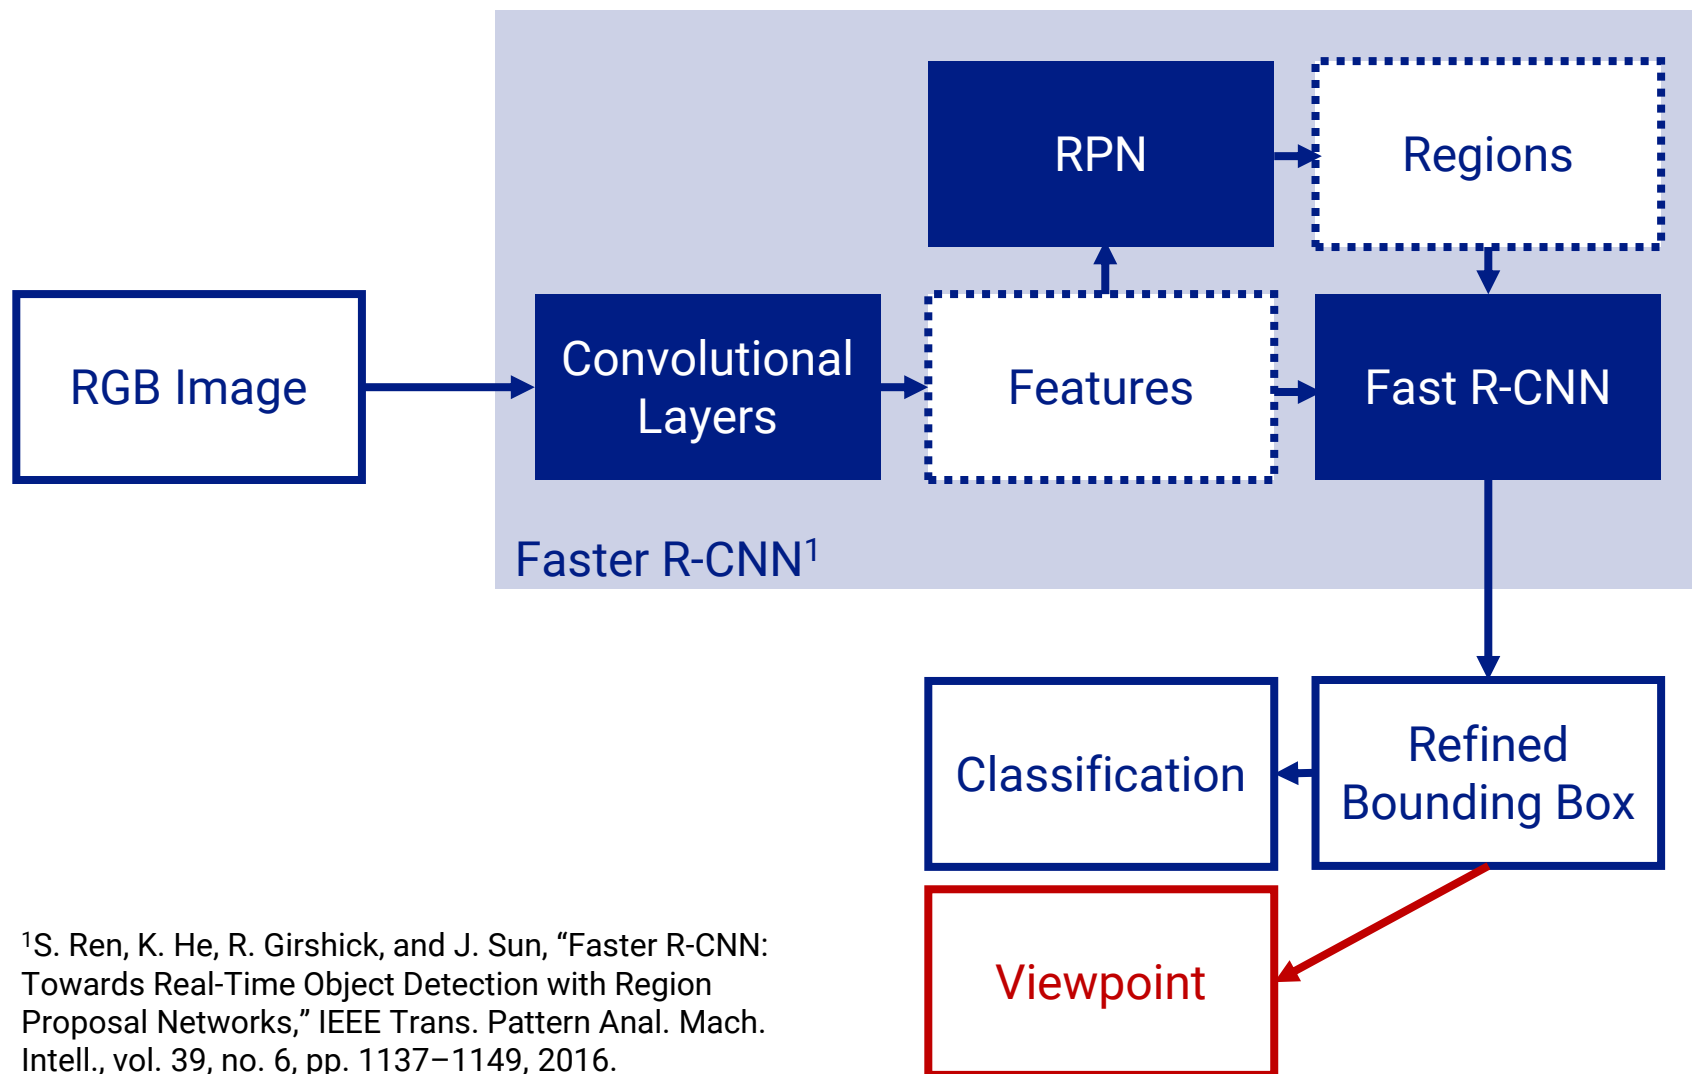 RPN
Regions
RGB Image
Convolutional
Layers
Features
Fast R-CNN
Faster R-CNN¹
Classification
Refined
Bounding Box
Viewpoint
¹S. Ren, K. He, R. Girshick, and J. Sun, “Faster R-CNN:
Towards Real-Time Object Detection with Region
Proposal Networks,” IEEE Trans. Pattern Anal. Mach.
Intell., vol. 39, no. 6, pp. 1137–1149, 2016.